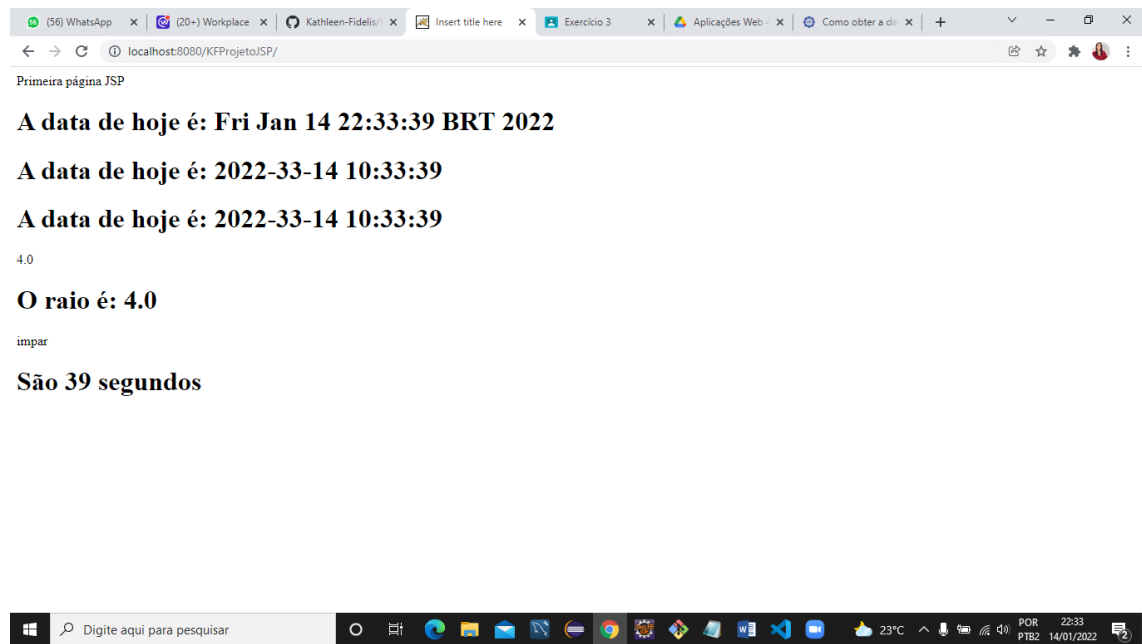 (56) WhatsApp
(20+) Workplace
Kathleen-Fidelis/
Insert title here
Exercício 3
Aplicações Web -
Como obter a da
localhost:8080/KFProjetoJSP/
Primeira página JSP
A data de hoje é: Fri Jan 14 22:33:39 BRT 2022
A data de hoje é: 2022-33-14 10:33:39
A data de hoje é: 2022-33-14 10:33:39
4.0
O raio é: 4.0
impar
São 39 segundos
Digite aqui para pesquisar
23°C
POR
PTB2
22:33
14/01/2022